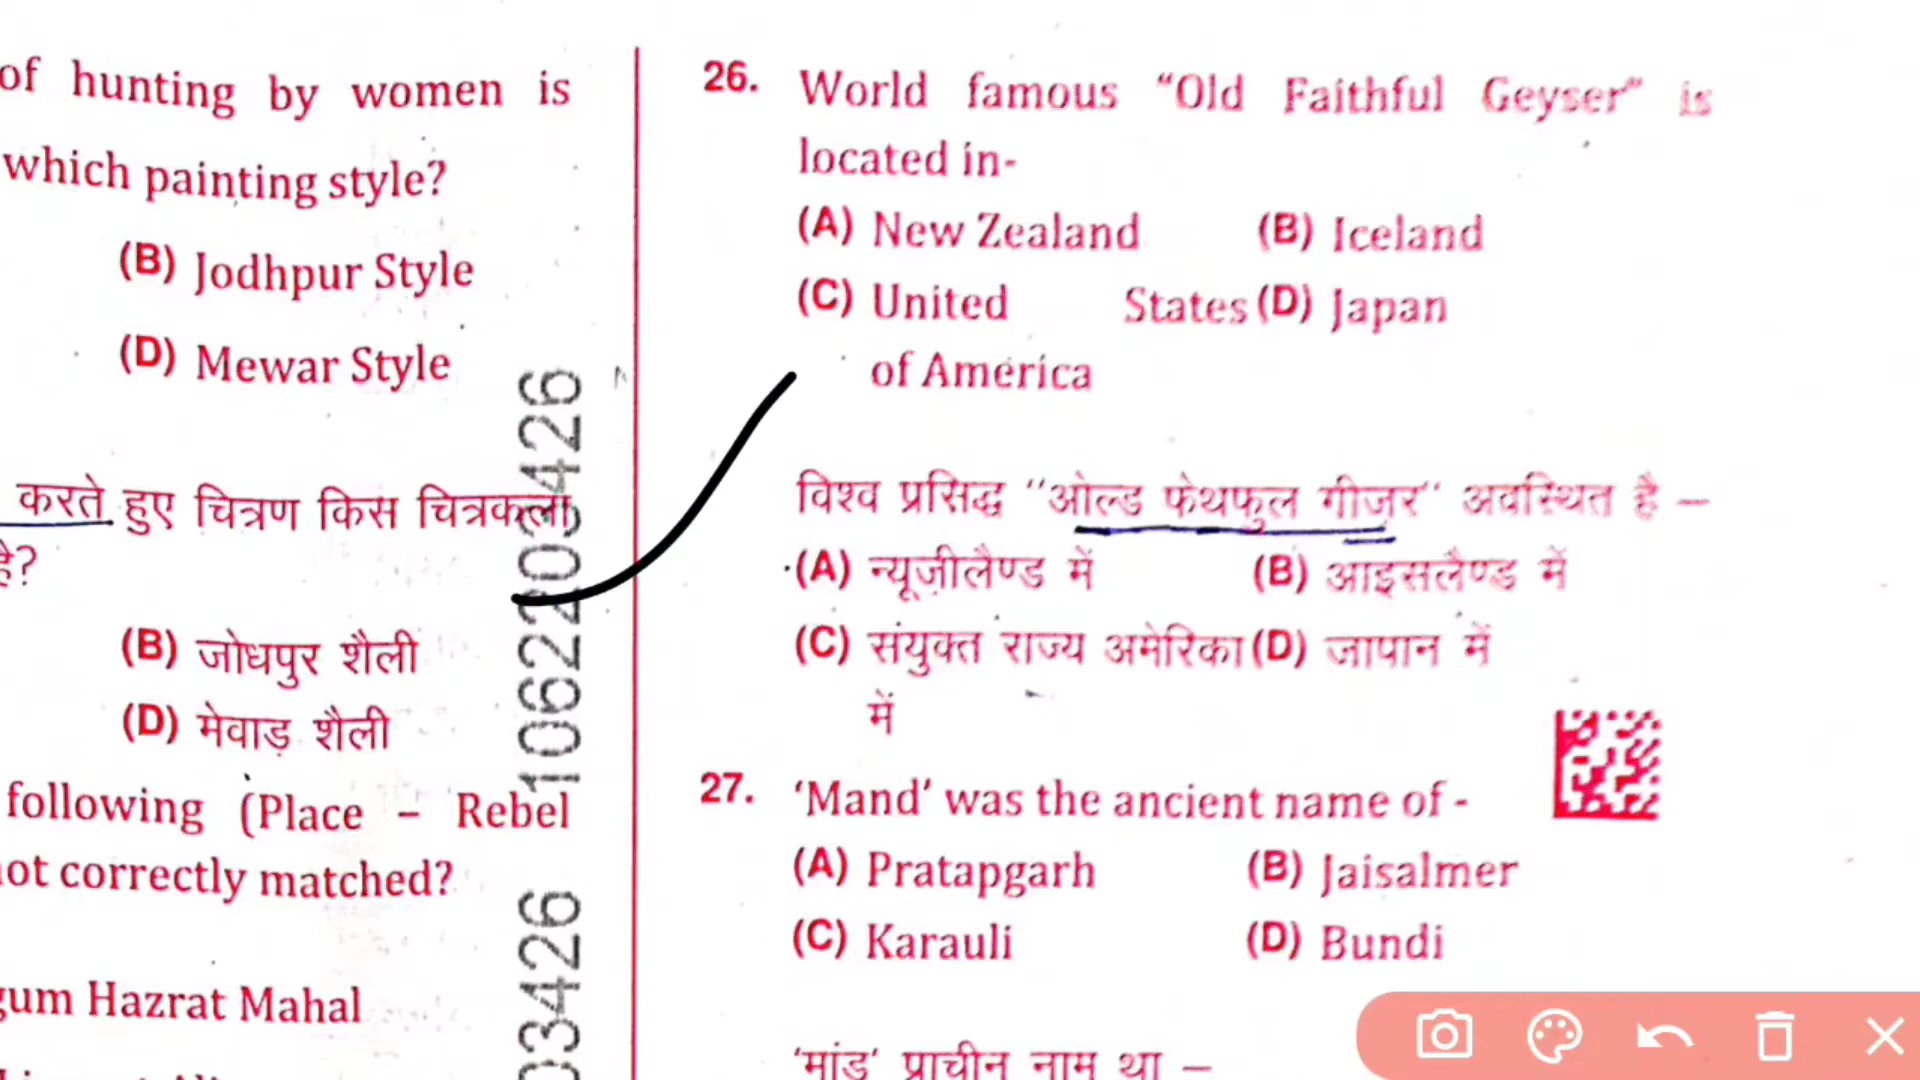 of hunting by women is
which painting style?
(B) Jodhpur Style
(D) Mewar Style
करते हुए चित्रण किस चित्रकला
है?
(B) जोधपुर शैली
(D) मेवाड़ शैली
following (Place – Rebel
not correctly matched?
Hazrat Mahal
110622203426
03426
26. World famous “Old Faithful Geyser” is
located in-
(A) New Zealand (B) Iceland
(C) United States (D) Japan
of America
विश्व प्रसिद्ध “ओल्ड फेथफुल गीजर” अवस्थित है –
(A) न्यूज़ीलैण्ड में (B) आइसलैण्ड में
(C) संयुक्त राज्य अमेरिका (D) जापान में
में
27. ‘Mand’ was the ancient name of -
(A) Pratapgarh (B) Jaisalmer
(C) Karauli (D) Bundi
‘मांड’ प्राचीन नाम था –